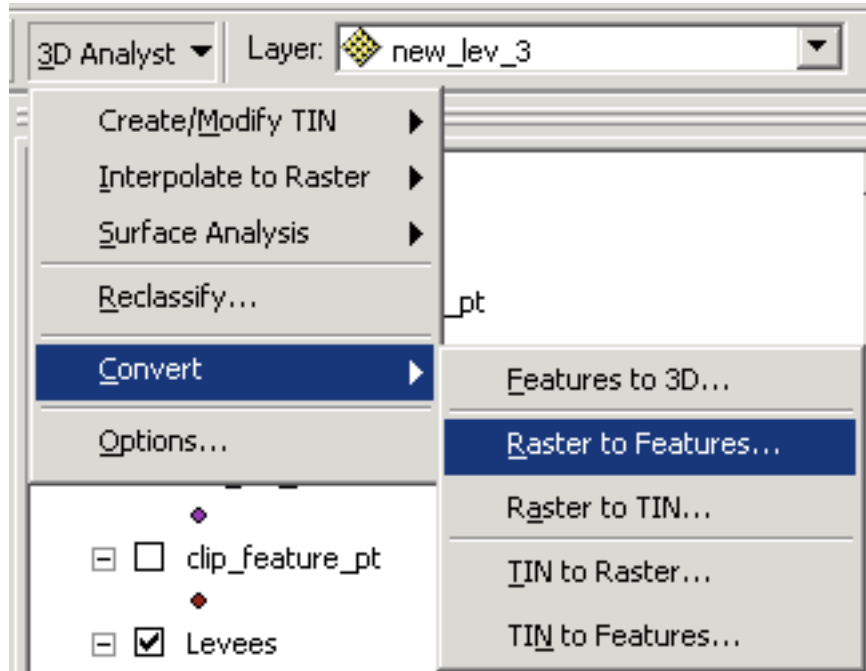 3D Analyst Layer: new_lev_3
Create/Modify TIN
Interpolate to Raster
Surface Analysis
Reclassify...
_pt
Convert
Features to 3D...
Raster to Features...
Options...
Raster to TIN...
clip_feature_pt
TIN to Raster...
Levees
TIN to Features...